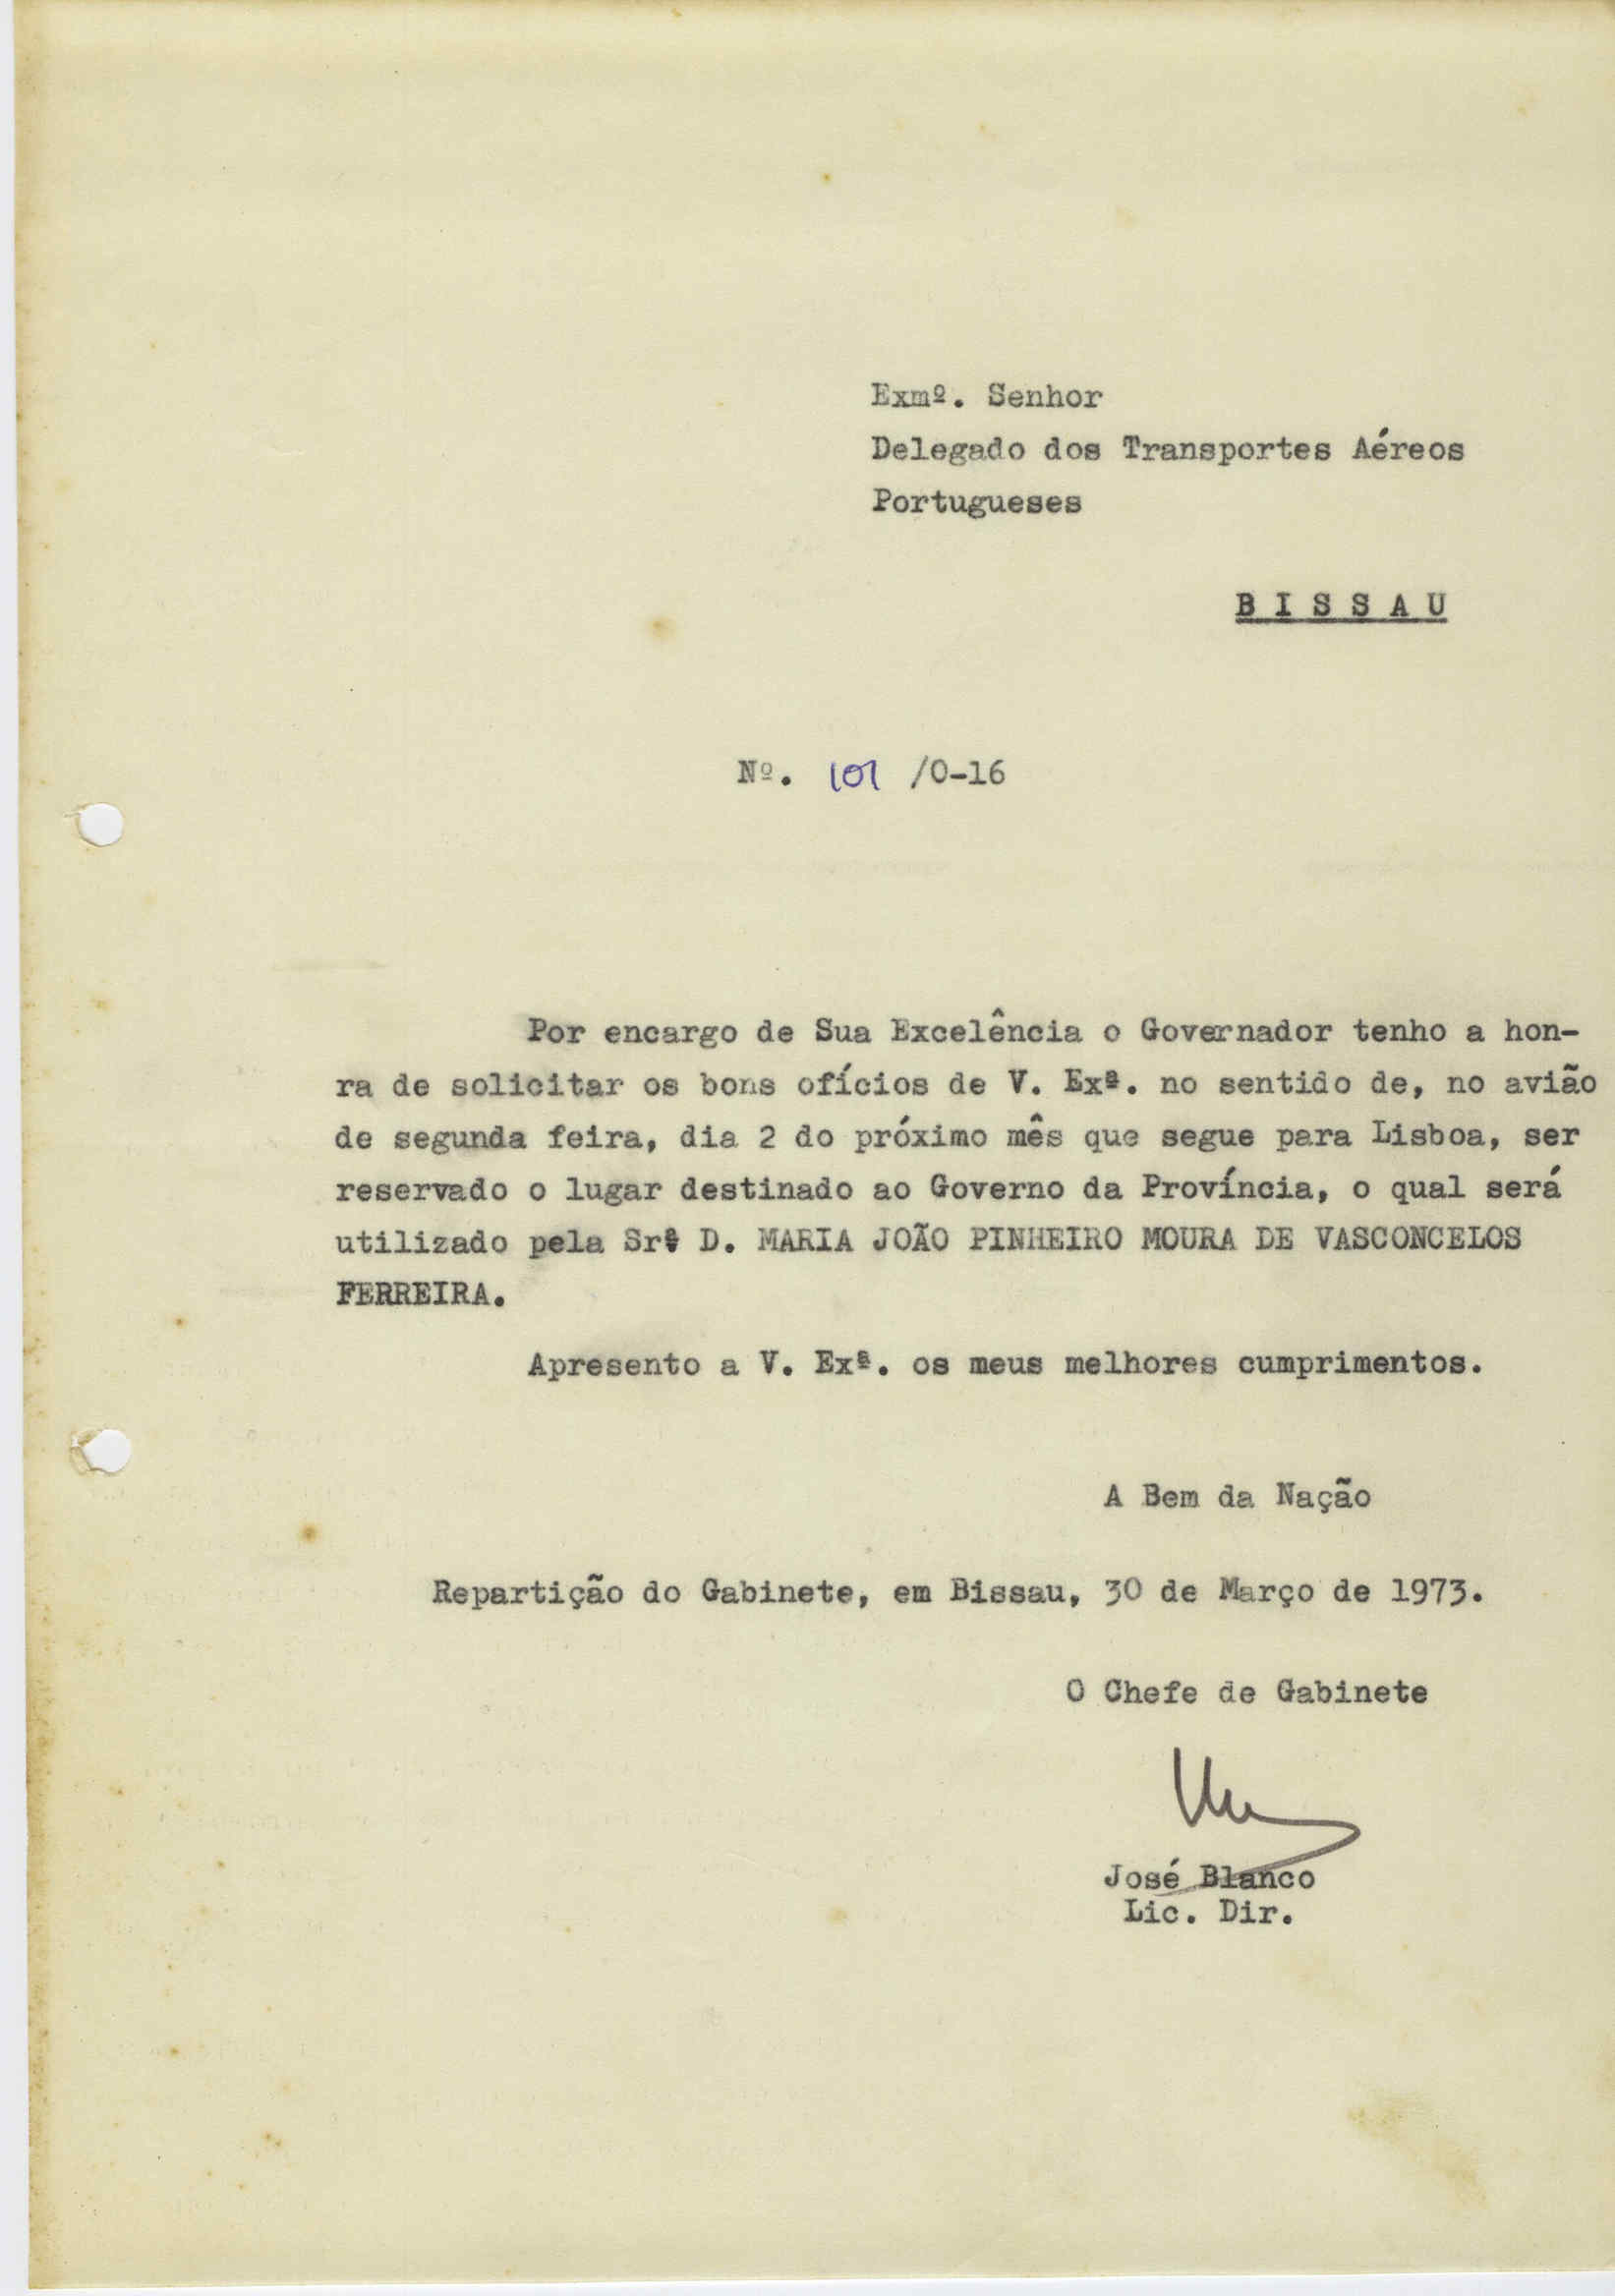 Exmº. Senhor
Delegado dos Transportes Aéreos
Portugueses
B I S S A U
Nº. 101 /0-16
Por encargo de Sua Excelência o Governador tenho a hon-
ra de solicitar os bons ofícios de V. Exª. no sentido de, no avião
de segunda feira, dia 2 do próximo mês que segue para Lisboa, ser
reservado o lugar destinado ao Governo da Província, o qual será
utilizado pela Srª D. MARIA JOÃO PINHEIRO MOURA DE VASCONCELOS
FERREIRA.
Apresento a V. Exª. os meus melhores cumprimentos.
A Bem da Nação
Repartição do Gabinete, em Bissau, 30 de Março de 1973.
O Chefe de Gabinete
José Blanco
Lic. Dir.